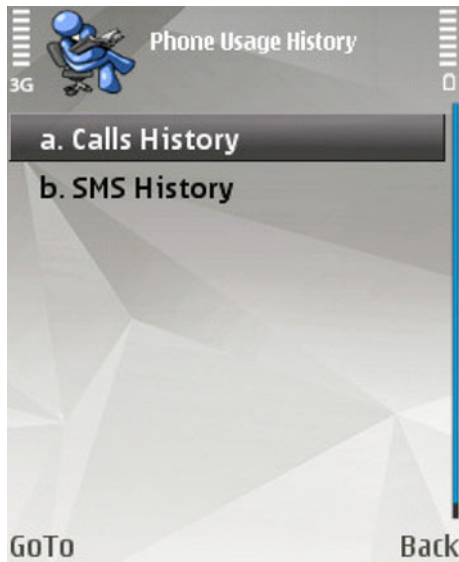 Phone Usage History
3G
a. Calls History
b. SMS History
GoTo
Back